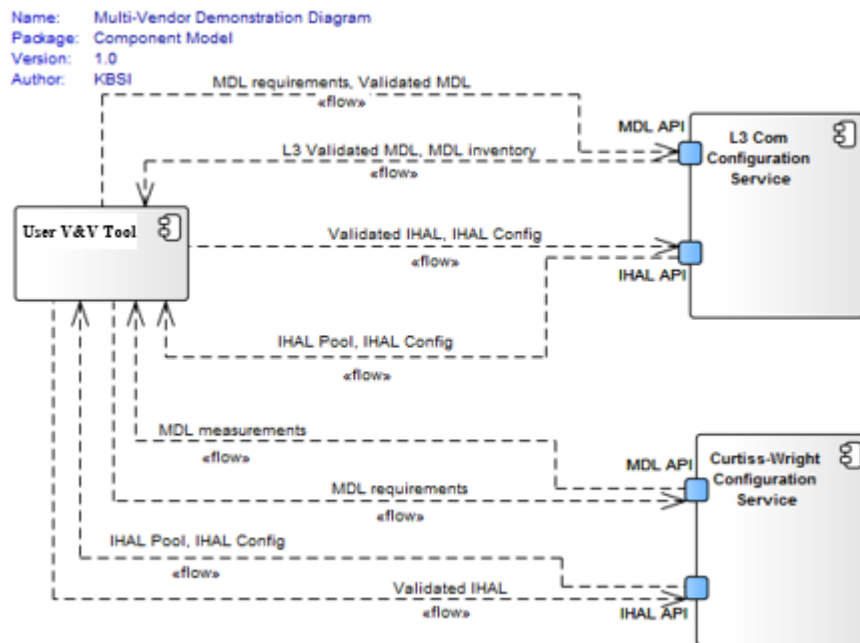 Name: Multi-Vendor Demonstration Diagram
Package: Component Model
Version: 1.0
Author: KBSI
MDL requirements, Validated MDL
«flow»
MDL API
L3 Com
Configuration
Service
L3 Validated MDL, MDL inventory
«flow»
User V&V Tool
Validated IHAL, IHAL Config
«flow»
IHAL API
IHAL Pool, IHAL Config
«flow»
MDL measurements
«flow»
MDL API
Curtiss-Wright
Configuration
Service
MDL requirements
«flow»
IHAL Pool, IHAL Config
«flow»
Validated IHAL
«flow»
IHAL API